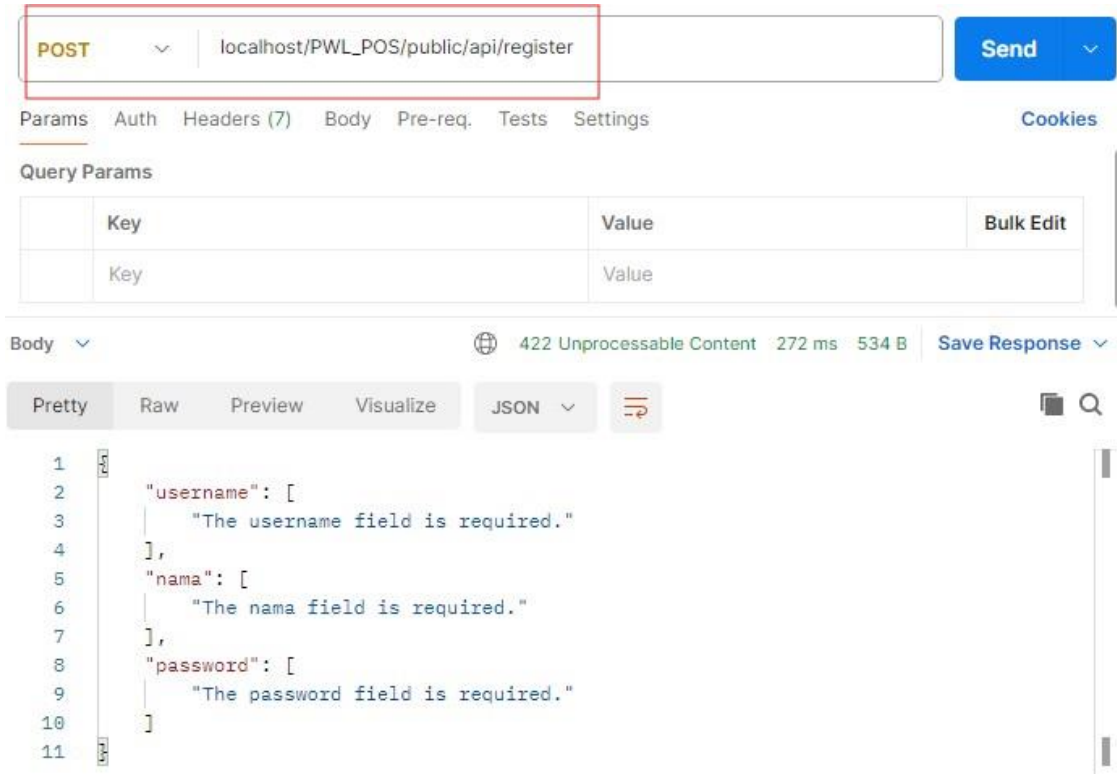 POST localhost/PWL_POS/public/api/register Send
Params Auth Headers (7) Body Pre-req. Tests Settings Cookies
Query Params
Key Value Bulk Edit
Key Value
Body 422 Unprocessable Content 272 ms 534 B Save Response
Pretty Raw Preview Visualize JSON
1 {
2 "username": [
3 "The username field is required."
4 ],
5 "nama": [
6 "The nama field is required."
7 ],
8 "password": [
9 "The password field is required."
10 ]
11 }